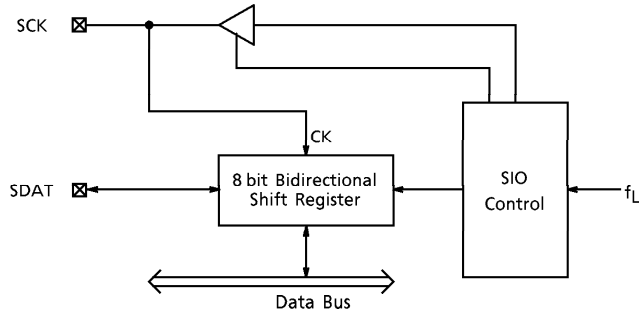 SCK
CK
SDAT
8 bit Bidirectional
Shift Register
SIO
Control
fL
Data Bus